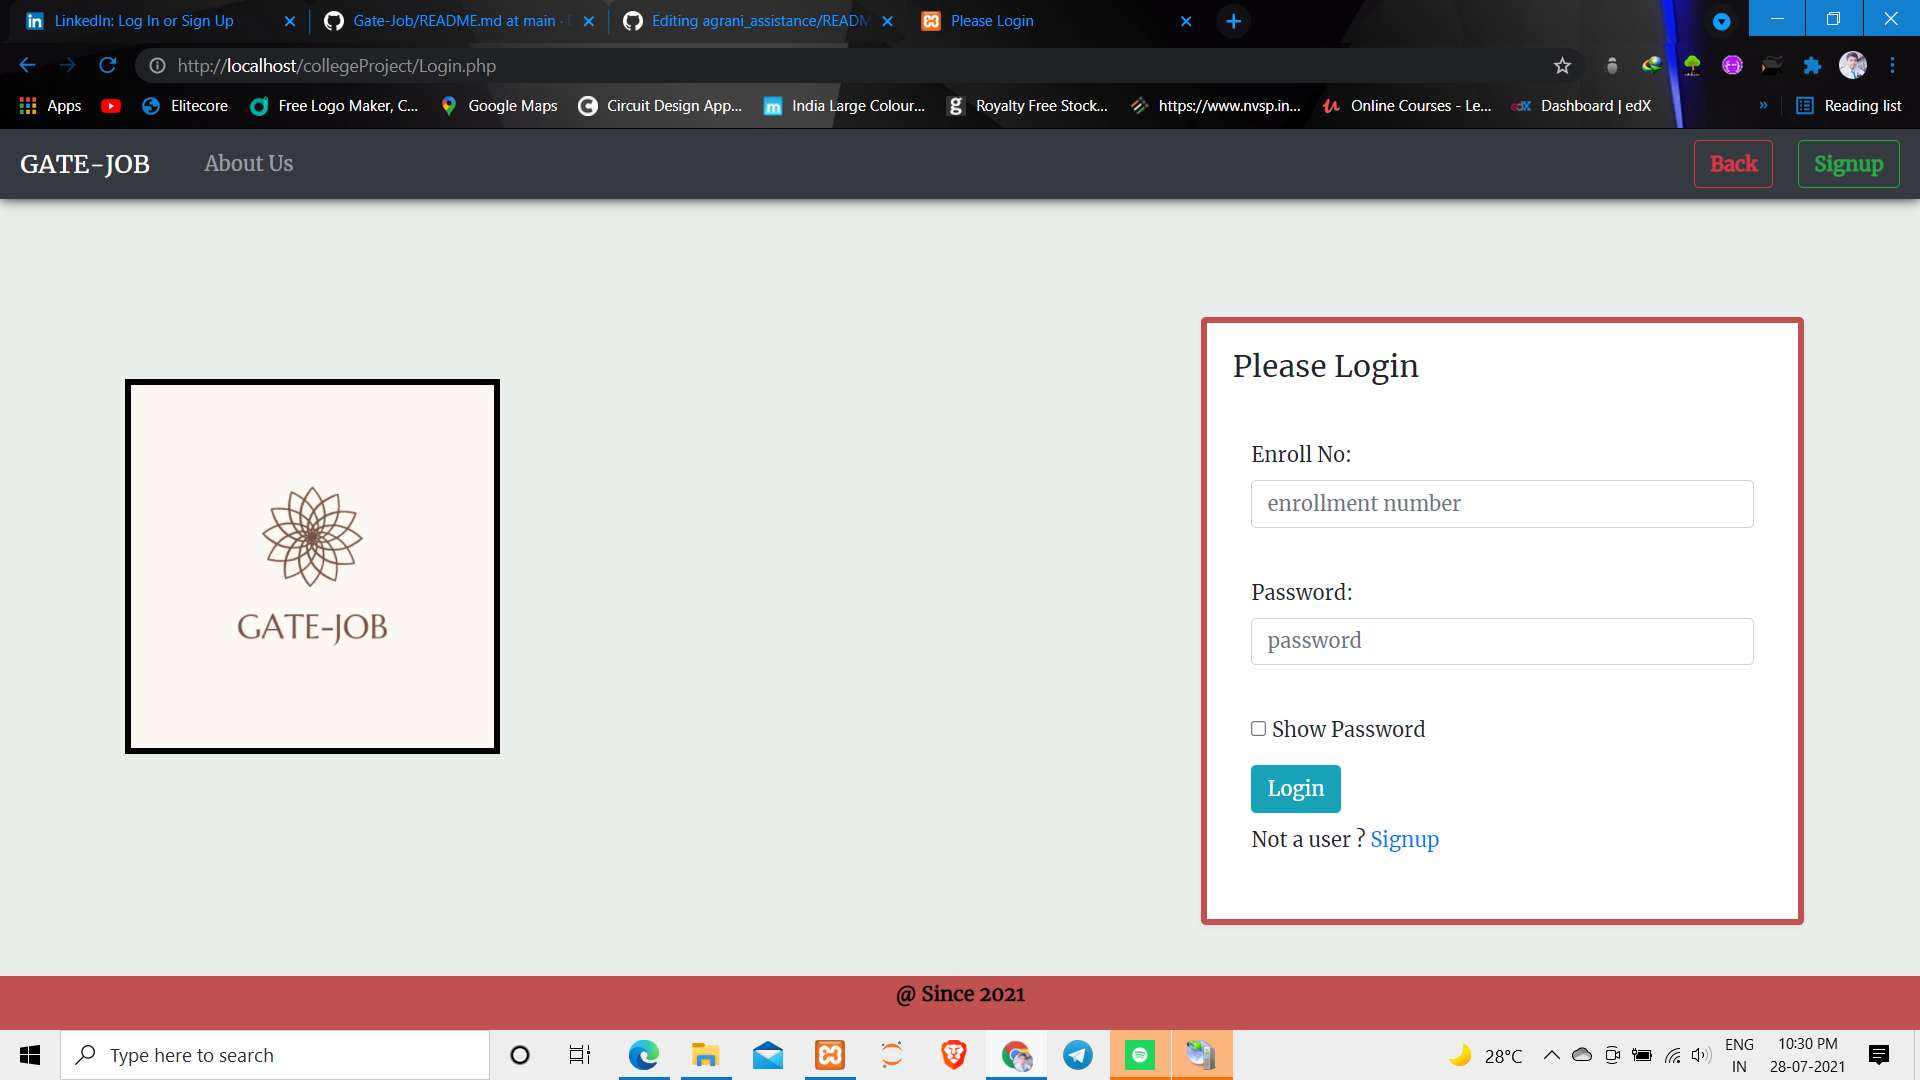 LinkedIn: Log In or Sign Up
Gate-Job/README.md at main ·
Editing agrani_assistance/READM
Please Login
http://localhost/collegeProject/Login.php
Apps
Elitecore
Free Logo Maker, C...
Google Maps
Circuit Design App...
India Large Colour...
Royalty Free Stock...
https://www.nvsp.in...
Online Courses - Le...
Dashboard | edX
»
Reading list
GATE-JOB
About Us
Back
Signup
GATE-JOB
Please Login
Enroll No:
enrollment number
Password:
password
Show Password
Login
Not a user ? Signup
@ Since 2021
Type here to search
28°C
ENG
IN
10:30 PM
28-07-2021